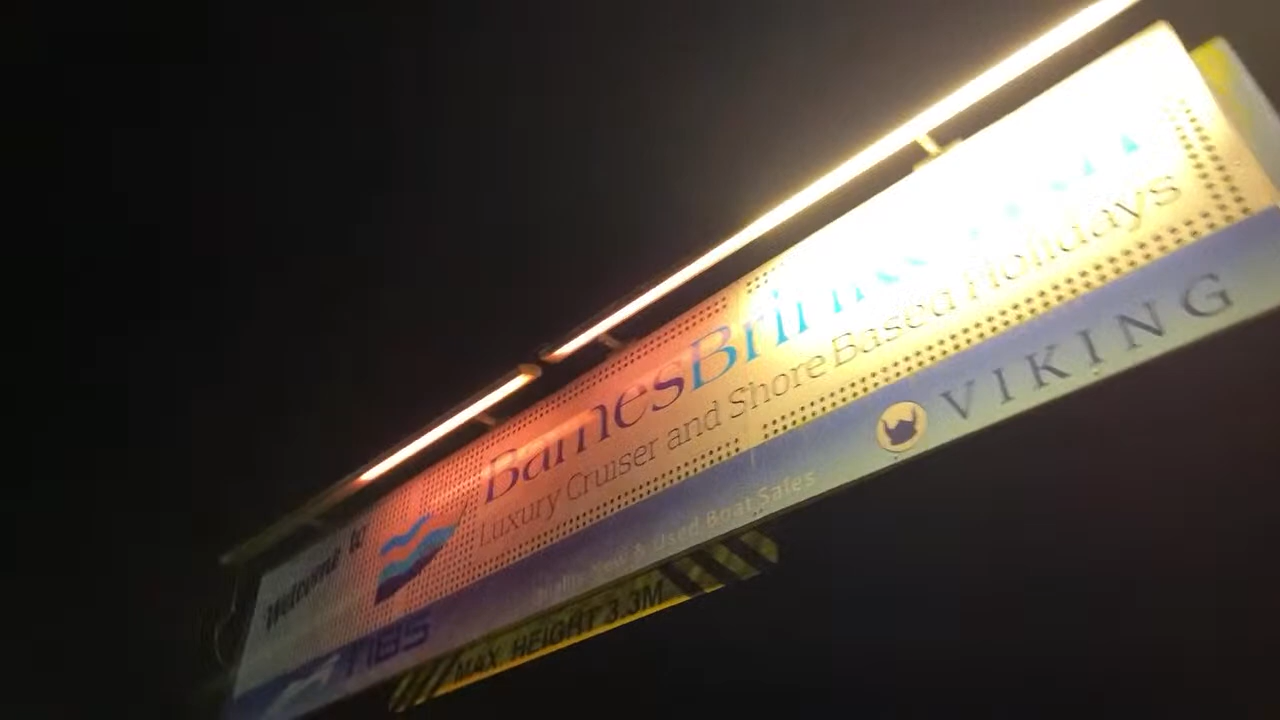 Welcome to
BarnesBrinkcraft
Luxury Cruiser and Shore Based Holidays
VIKING
NBS
Quality New & Used Boat Sales
MAX. HEIGHT 3.3M